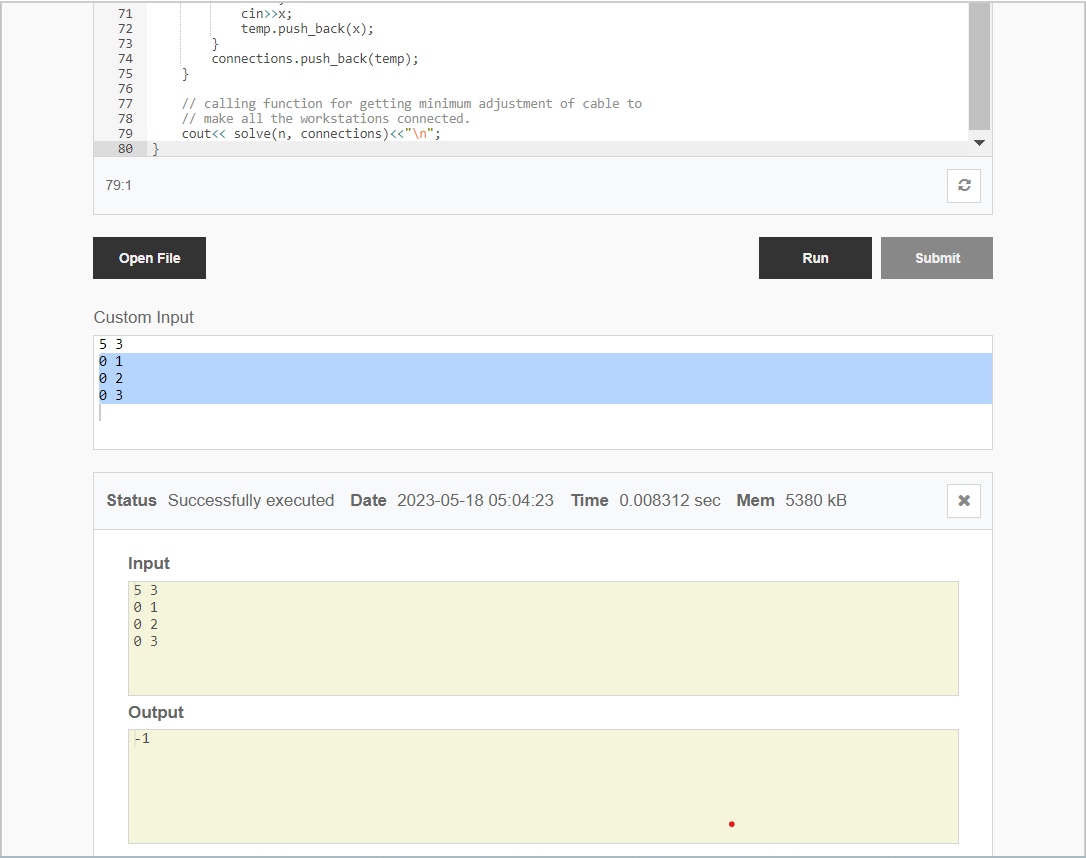 71 cin>>x;
72 temp.push_back(x);
73 }
74 connections.push_back(temp);
75 }
76
77 // calling function for getting minimum adjustment of cable to
78 // make all the workstations connected.
79 cout<< solve(n, connections)<<"\n";
80 }
79:1
Open File Run Submit
Custom Input
5 3
0 1
0 2
0 3
Status Successfully executed Date 2023-05-18 05:04:23 Time 0.008312 sec Mem 5380 kB
Input
5 3
0 1
0 2
0 3
Output
-1